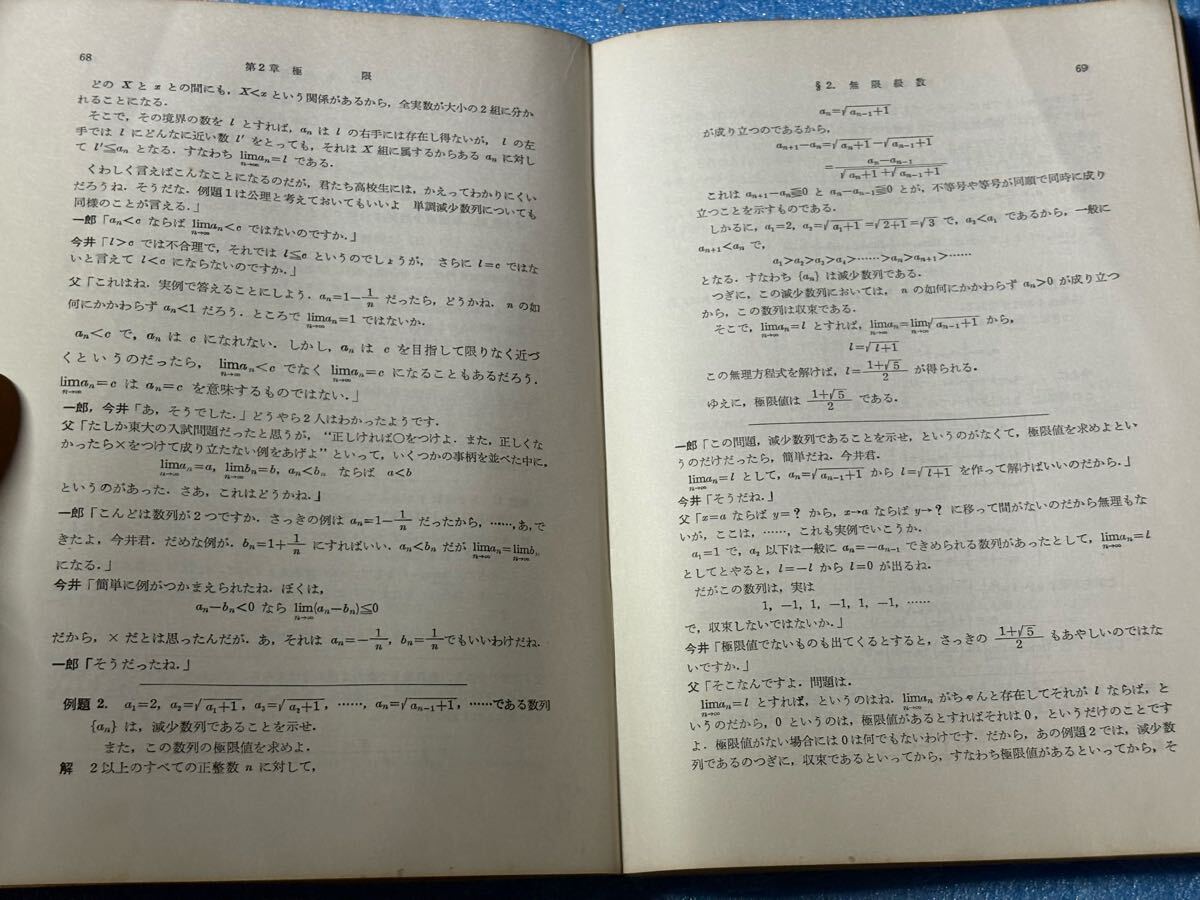 68
第2章 極 限
どの X と x との間にも，X<x という関係があるから，全実数が大小の2組に分か
れることになる．
そこで，その境界の数を l とすれば，aₙ は l の右手には存在し得ないが， l の左
手では l にどんなに近い数 l′ をとっても，それは X 組に属するからある aₙ に対し
て l′≦aₙ となる．すなわち lim_{n→∞}aₙ=l である．
くわしく言えばこんなことになるのだが，君たち高校生には，かえってわかりにくい
だろうね．そうだな．例題1は公理と考えておいてもいいよ 単調減少数列についても
同様のことが言える．」
一郎「aₙ<c ならば lim_{n→∞}aₙ<c ではないのですか．」
今井「l>c では不合理で，それでは l≦c というのでしょうが， さらに l=c ではな
いと言えて l<c にならないのですか．」
父「これはね．実例で答えることにしよう．aₙ=1−1/n だったら，どうかね． n の如
何にかかわらず aₙ<1 だろう．ところで lim_{n→∞}aₙ=1 ではないか．
aₙ<c で，aₙ は c になれない．しかし，aₙ は c を目指して限りなく近づ
くというのだったら， lim_{n→∞}aₙ<c でなく lim_{n→∞}aₙ=c になることもあるだろう．
lim_{n→∞}aₙ=c は aₙ=c を意味するものではない．」
一郎，今井「あ，そうでした．」どうやら2人はわかったようです．
父「たしか東大の入試問題だったと思うが，“正しければ○をつけよ．また，正しくな
かったら×をつけて成り立たない例をあげよ”といって，いくつかの事柄を並べた中に，
lim_{n→∞}aₙ=a, lim_{n→∞}bₙ=b, aₙ<bₙ ならば a<b
というのがあった．さあ，これはどうかね．」
一郎「こんどは数列が2つですか．さっきの例は aₙ=1−1/n だったから，……，あ，で
きたよ，今井君．だめな例が．bₙ=1+1/n にすればいい．aₙ<bₙ だが lim_{n→∞}aₙ=lim_{n→∞}bₙ
になる．」
今井「簡単に例がつかまえられたね．ぼくは，
aₙ−bₙ<0 なら lim_{n→∞}(aₙ−bₙ)≦0
だから，×だとは思ったんだが．あ，それは aₙ=−1/n, bₙ=1/n でもいいわけだね．
一郎「そうだったね．」
例題 2. a₁=2, a₂=√(a₁+1), a₃=√(a₂+1), ……, aₙ=√(aₙ₋₁+1), ……である数列
{aₙ} は，減少数列であることを示せ．
また，この数列の極限値を求めよ．
解 2以上のすべての正整数 n に対して，
§2. 無限級数
69
aₙ=√(aₙ₋₁+1)
が成り立つのであるから，
aₙ₊₁−aₙ=√(aₙ+1)−√(aₙ₋₁+1)
=(aₙ−aₙ₋₁)/(√(aₙ+1)+√(aₙ₋₁+1))
これは aₙ₊₁−aₙ≦0 と aₙ−aₙ₋₁≦0 とが，不等号や等号が同順で同時に成り
立つことを示すものである．
しかるに，a₁=2, a₂=√(a₁+1)=√(2+1)=√3 で，a₂<a₁ であるから，一般に
aₙ₊₁<aₙ で，
a₁>a₂>a₃>a₄>……>aₙ>aₙ₊₁>……
となる．すなわち {aₙ} は減少数列である．
つぎに，この減少数列においては， n の如何にかかわらず aₙ>0 が成り立つ
から，この数列は収束である．
そこで，lim_{n→∞}aₙ=l とすれば，lim_{n→∞}aₙ=lim_{n→∞}√(aₙ₋₁+1) から，
l=√(l+1)
この無理方程式を解けば，l=(1+√5)/2 が得られる．
ゆえに，極限値は (1+√5)/2 である．
一郎「この問題，減少数列であることを示せ，というのがなくて，極限値を求めよとい
うのだけだったら，簡単だね．今井君．
lim_{n→∞}aₙ=l として，aₙ=√(aₙ₋₁+1) から l=√(l+1) を作って解けばいいのだから．」
今井「そうだね．」
父「x=a ならば y=? から，x→a ならば y→? に移って間がないのだから無理もな
いが，ここは，……，これも実例でいこうか．
a₁=1 で，a₂ 以下は一般に aₙ=−aₙ₋₁ できめられる数列があったとして，lim_{n→∞}aₙ=l
としてとやると，l=−l から l=0 が出るね．
だがこの数列は，実は
1, −1, 1, −1, 1, −1, ……
で，収束しないではないか．」
今井「極限値でないものも出てくるとすると，さっきの (1+√5)/2 もあやしいのではな
いですか．」
父「そこなんですよ．問題は．
lim_{n→∞}aₙ=l とすれば，というのはね．lim_{n→∞}aₙ がちゃんと存在してそれが l ならば，と
いうのだから，0 というのは，極限値があるとすればそれは0，というだけのことです
よ．極限値がない場合には0は何でもないわけです．だから，あの例題2では，減少数
列であるのつぎに，収束であるといってから，すなわち極限値があるといってから，そ